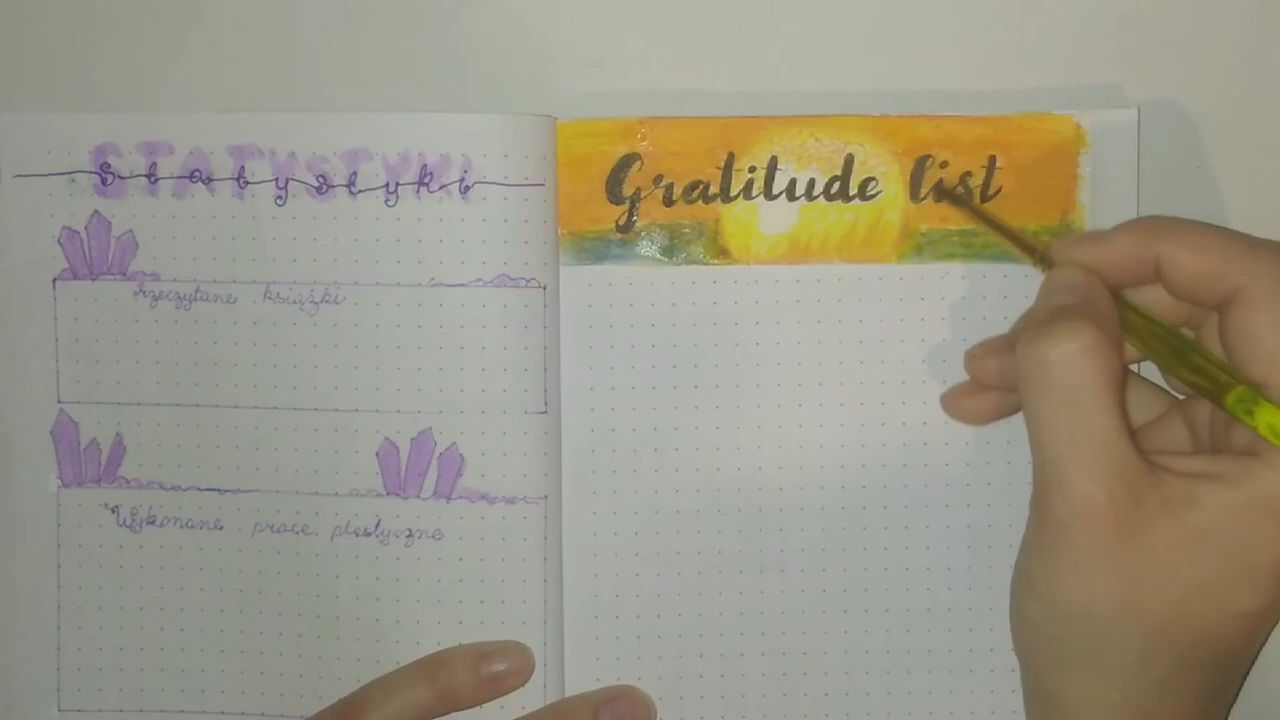 STATYSTYKI
Statystyki
Przeczytane książki
Wykonane prace plastyczne
Gratitude list